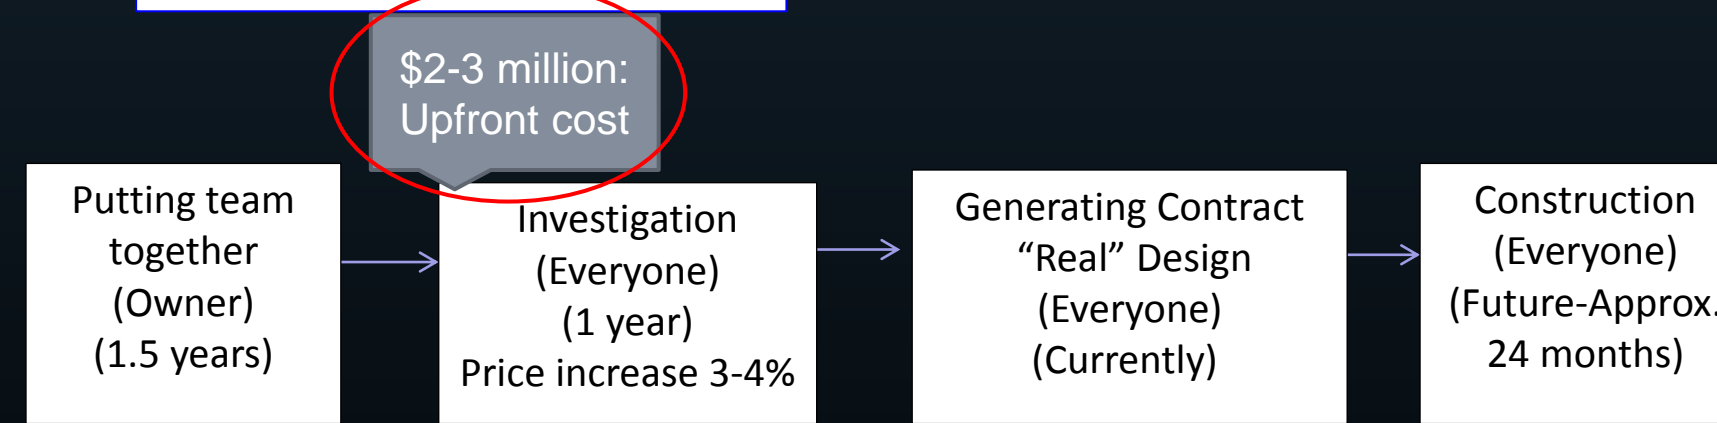 $2-3 million:
Upfront cost
Putting team
together
(Owner)
(1.5 years)
Investigation
(Everyone)
(1 year)
Price increase 3-4%
Generating Contract
“Real” Design
(Everyone)
(Currently)
Construction
(Everyone)
(Future-Approx.
24 months)